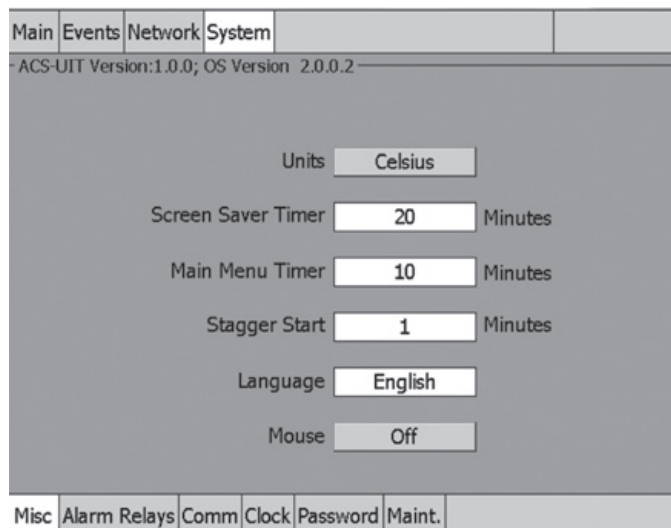 Main Events Network System
ACS-UIT Version:1.0.0; OS Version 2.0.0.2
Units Celsius
Screen Saver Timer 20 Minutes
Main Menu Timer 10 Minutes
Stagger Start 1 Minutes
Language English
Mouse Off
Misc Alarm Relays Comm Clock Password Maint.